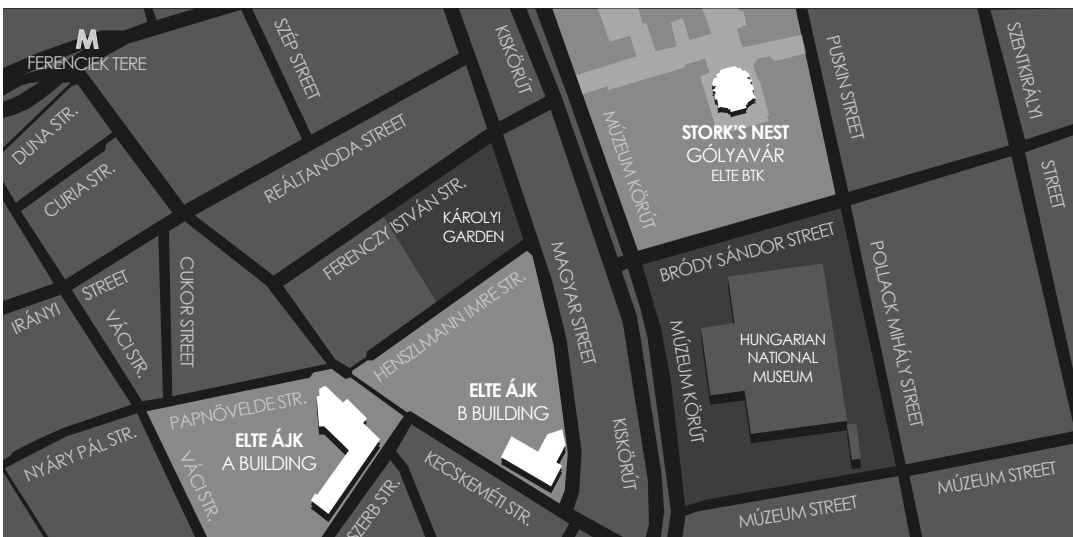 M
FERENCIEK TERE
SZÉP STREET
KISKÖRÚT
PUSKIN STREET
SZENTKIRÁLYI
STREET
DUNA STR.
CURIA STR.
REÁLTANODA STREET
MÚZEUM KÖRÚT
STORK'S NEST
GÓLYAVÁR
ELTE BTK
FERENCZY ISTVÁN STR.
KÁROLYI
GARDEN
IRÁNYI
STREET
VÁCI STR.
CUKOR STREET
HENSZLMANN IMRE STR.
MAGYAR STREET
BRÓDY SÁNDOR STREET
POLLACK MIHÁLY STREET
MÚZEUM KÖRÚT
HUNGARIAN
NATIONAL
MUSEUM
PAPNÖVELDE STR.
ELTE ÁJK
A BUILDING
ELTE ÁJK
B BUILDING
NYÁRY PÁL STR.
VÁCI STR.
SZERB STR.
KECSKEMÉTI STR.
KISKÖRÚT
MÚZEUM STREET
MÚZEUM STREET